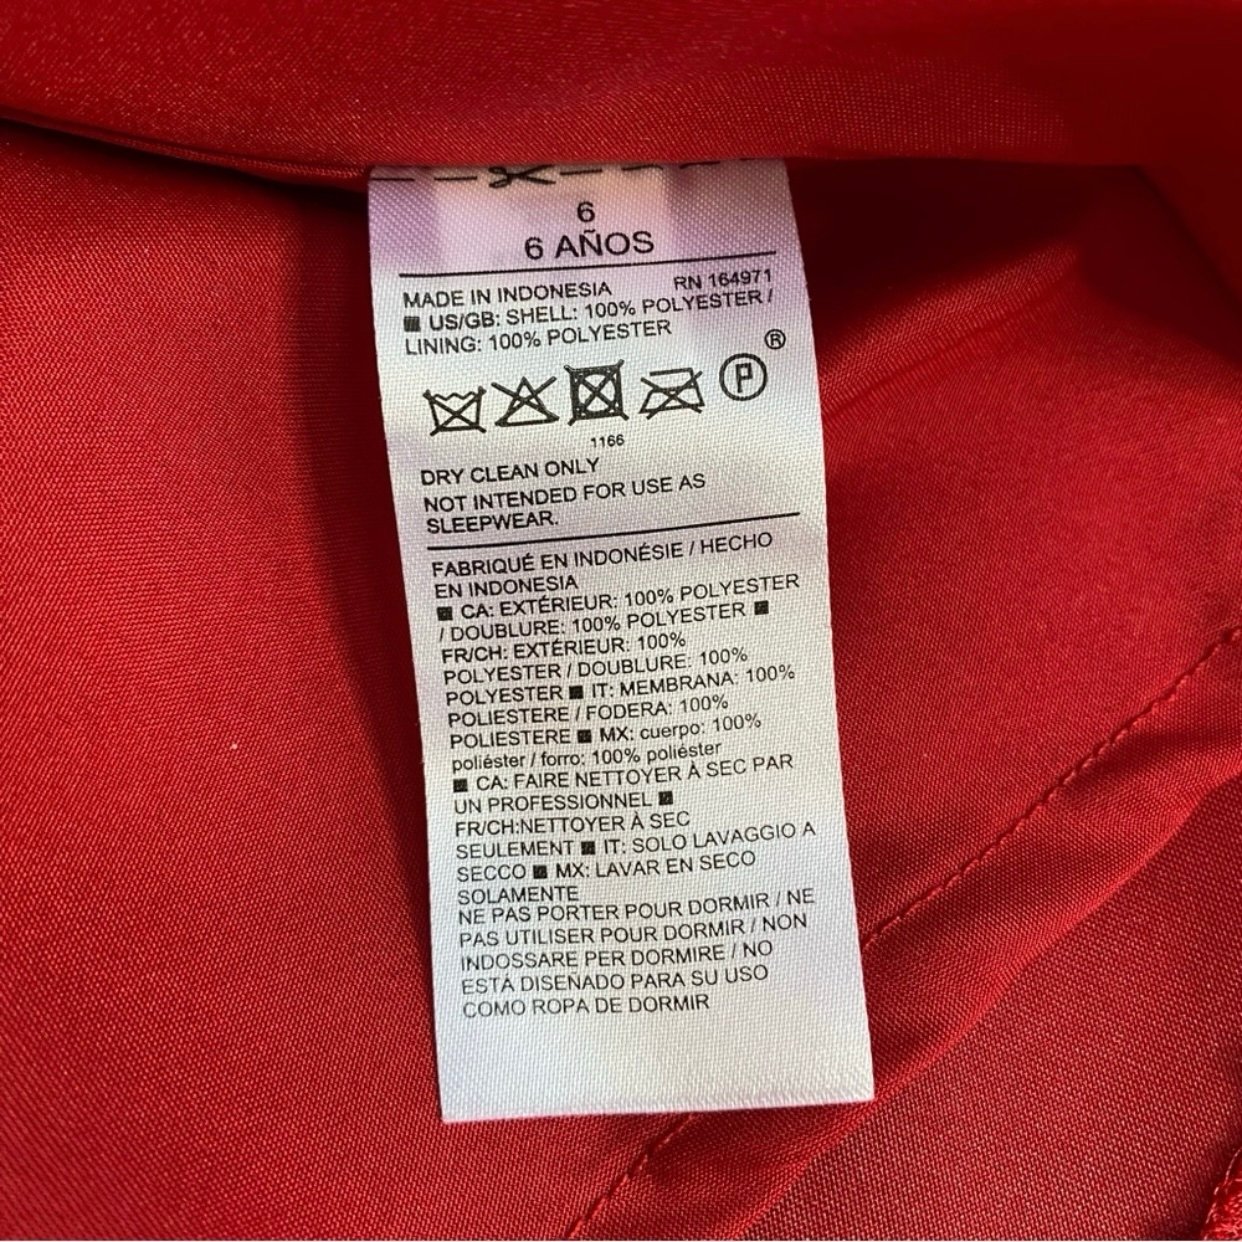 6
6 AÑOS
MADE IN INDONESIA RN 164971
■ US/GB: SHELL: 100% POLYESTER /
LINING: 100% POLYESTER
P ®
1166
DRY CLEAN ONLY
NOT INTENDED FOR USE AS
SLEEPWEAR.
FABRIQUÉ EN INDONÉSIE / HECHO
EN INDONESIA
■ CA: EXTÉRIEUR: 100% POLYESTER
/ DOUBLURE: 100% POLYESTER ■
FR/CH: EXTÉRIEUR: 100%
POLYESTER / DOUBLURE: 100%
POLYESTER ■ IT: MEMBRANA: 100%
POLIESTERE / FODERA: 100%
POLIESTERE ■ MX: cuerpo: 100%
poliéster / forro: 100% poliéster
■ CA: FAIRE NETTOYER À SEC PAR
UN PROFESSIONNEL ■
FR/CH:NETTOYER À SEC
SEULEMENT ■ IT: SOLO LAVAGGIO A
SECCO ■ MX: LAVAR EN SECO
SOLAMENTE
NE PAS PORTER POUR DORMIR / NE
PAS UTILISER POUR DORMIR / NON
INDOSSARE PER DORMIRE / NO
ESTÁ DISEÑADO PARA SU USO
COMO ROPA DE DORMIR